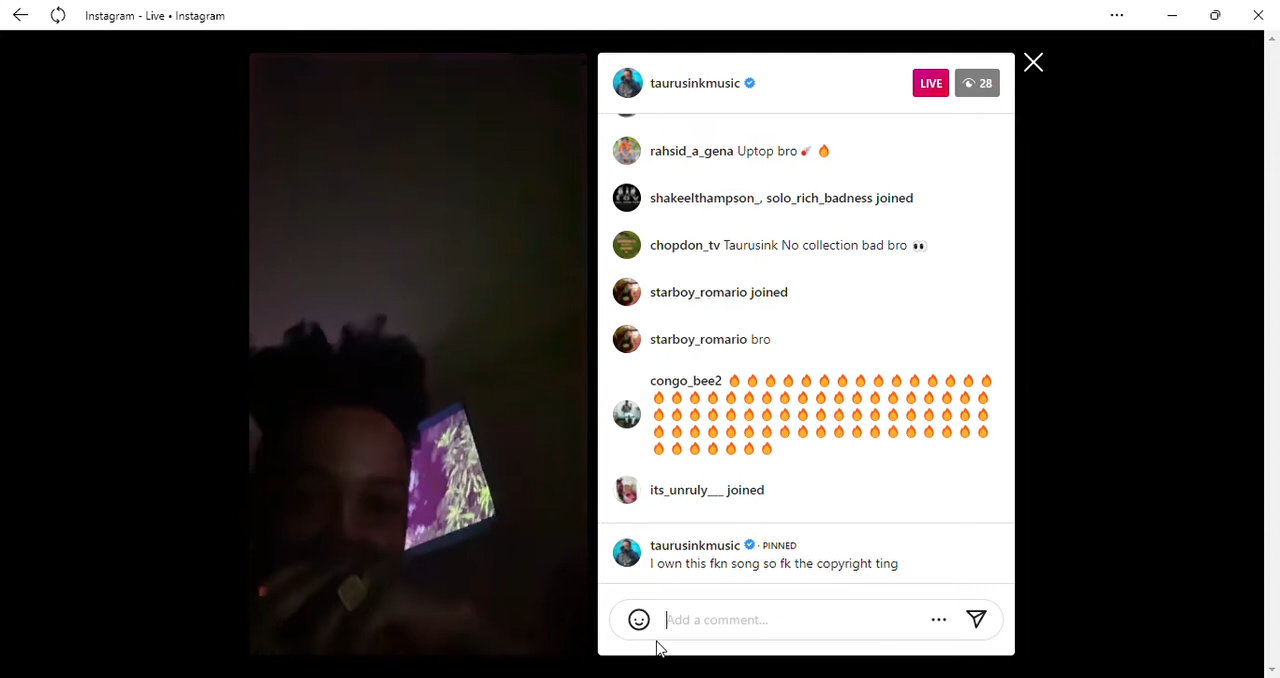 Instagram - Live • Instagram
taurusinkmusic
LIVE
28
rahsid_a_gena Uptop bro
shakeelthampson_, solo_rich_badness joined
chopdon_tv Taurusink No collection bad bro
starboy_romario joined
starboy_romario bro
congo_bee2
its_unruly___ joined
taurusinkmusic · PINNED
I own this fkn song so fk the copyright ting
Add a comment...